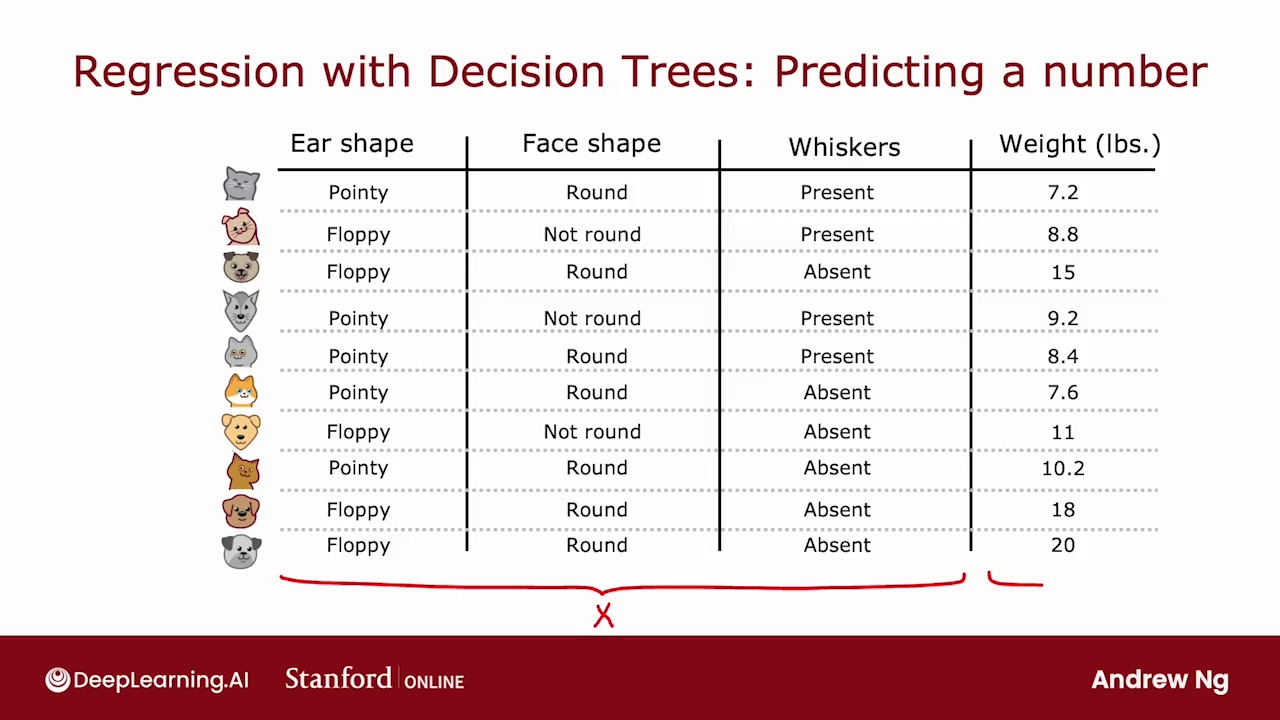 Regression with Decision Trees: Predicting a number
Ear shape Face shape Whiskers Weight (lbs.)
Pointy Round Present 7.2
Floppy Not round Present 8.8
Floppy Round Absent 15
Pointy Not round Present 9.2
Pointy Round Present 8.4
Pointy Round Absent 7.6
Floppy Not round Absent 11
Pointy Round Absent 10.2
Floppy Round Absent 18
Floppy Round Absent 20
X
DeepLearning.AI Stanford ONLINE Andrew Ng